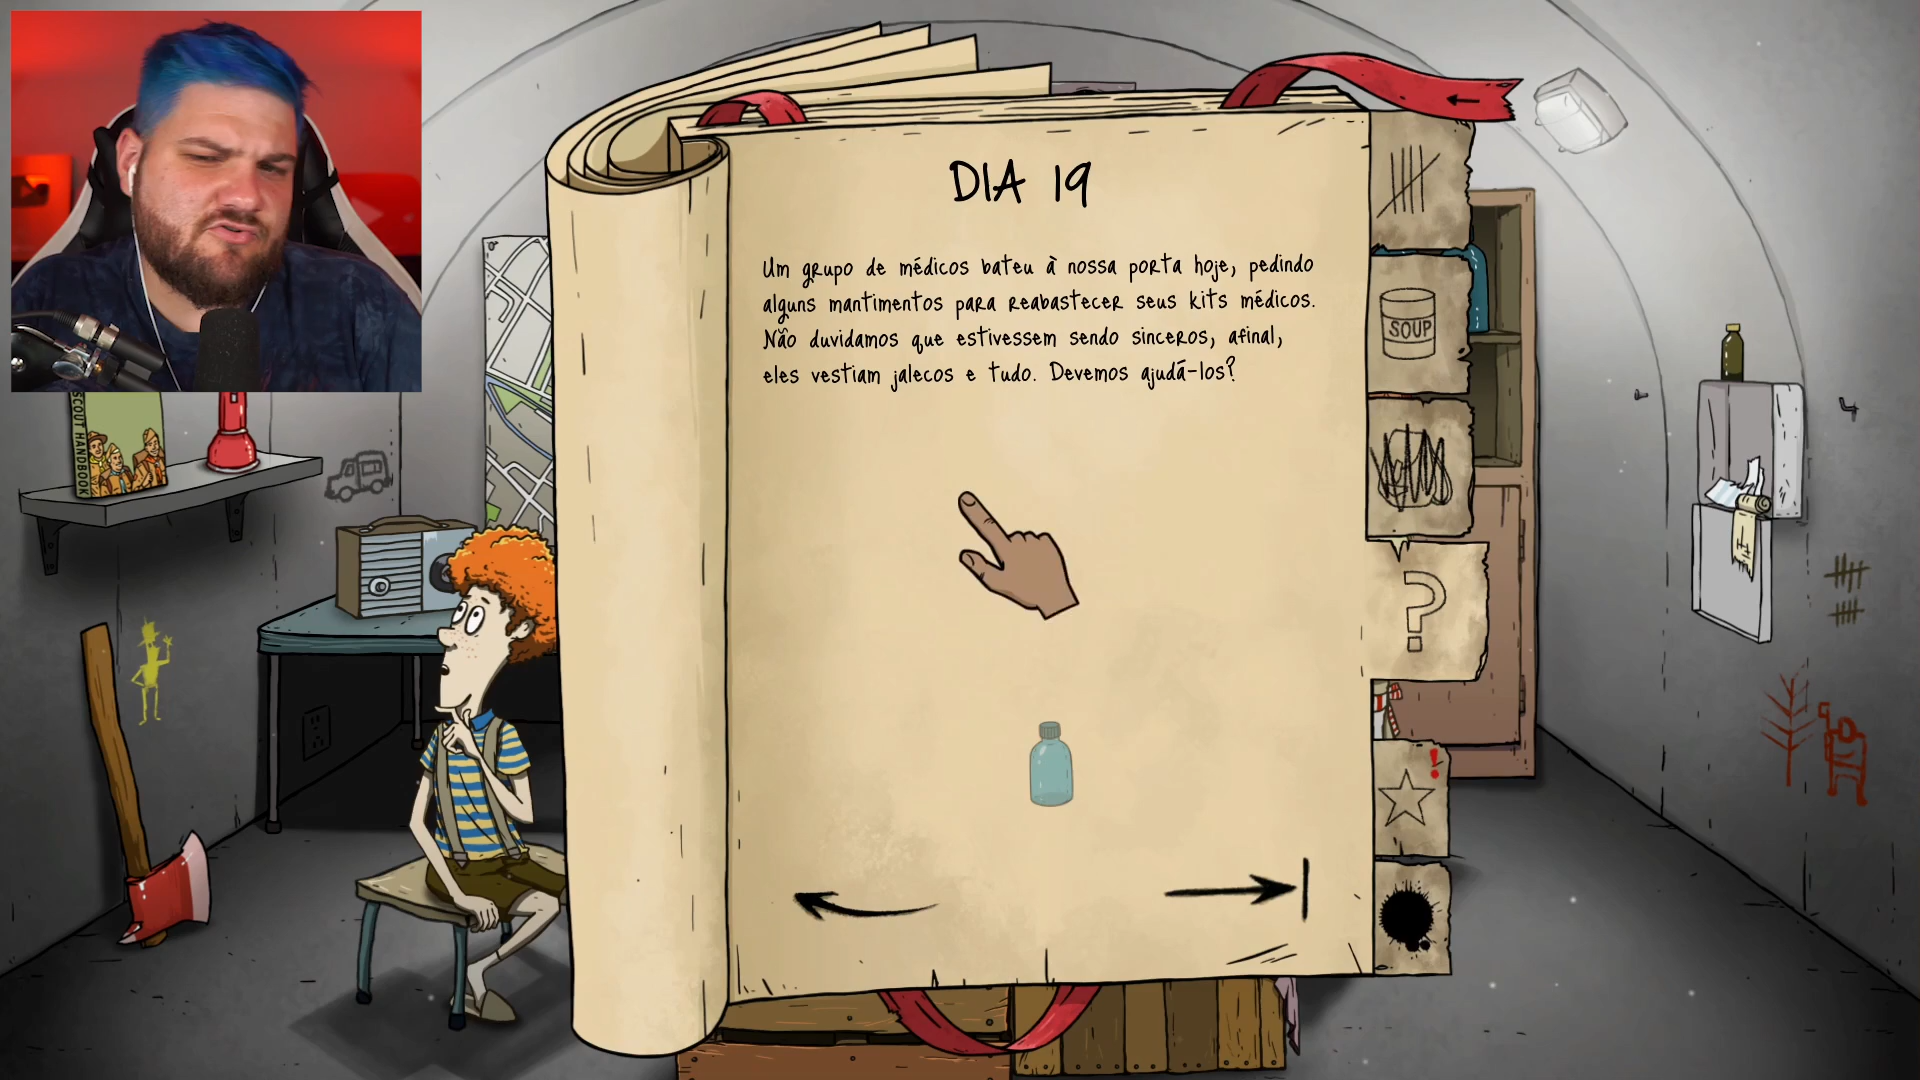 DIA 19
Um grupo de médicos bateu à nossa porta hoje, pedindo
alguns mantimentos para reabastecer seus kits médicos.
Não duvidamos que estivessem sendo sinceros, afinal,
eles vestiam jalecos e tudo. Devemos ajudá-los?
SOUP
SCOUT HANDBOOK